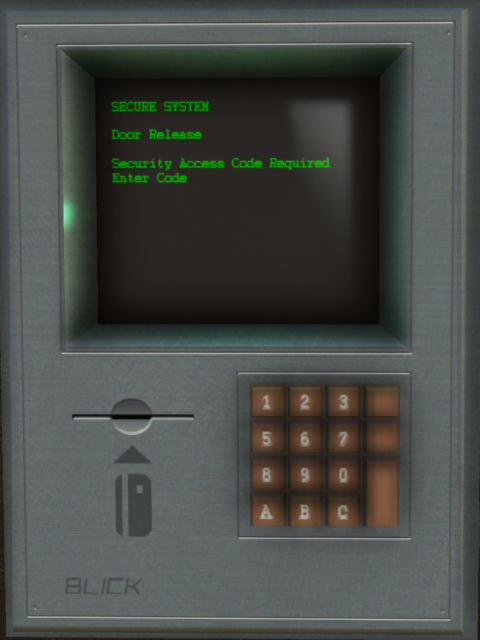 SECURE SYSTEM
Door Release
Security Access Code Required
Enter Code
1 2 3
5 6 7
8 9 0
A B C
BLICK